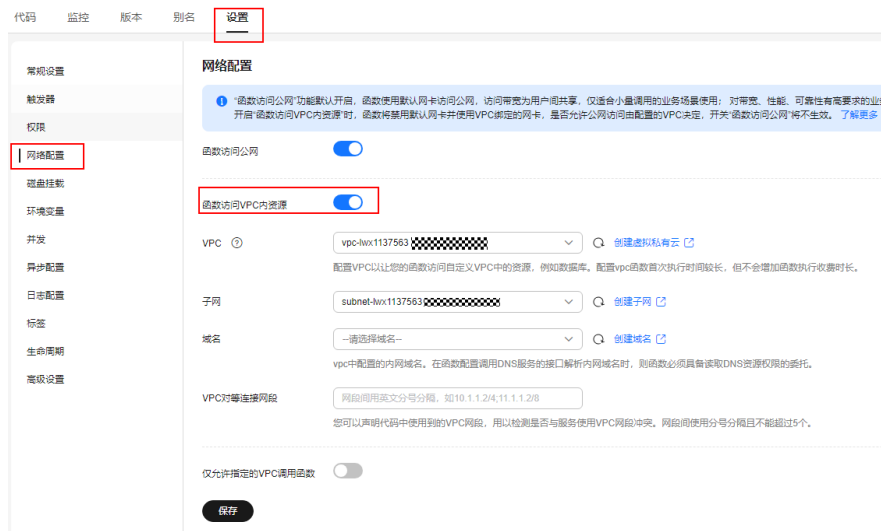 代码 监控 版本 别名 设置
常规设置
触发器
权限
网络配置
磁盘挂载
环境变量
并发
异步配置
日志配置
标签
生命周期
高级设置
网络配置
“函数访问公网”功能默认开启，函数使用默认网卡访问公网，访问带宽为用户间共享，仅适合小量调用的业务场景使用； 对带宽、性能、可靠性有高要求的业
开启“函数访问VPC内资源”时，函数将禁用默认网卡并使用VPC绑定的网卡，是否允许公网访问由配置的VPC决定，开关“函数访问公网”将不生效。 了解更多
函数访问公网
函数访问VPC内资源
VPC vpc-lwx1137563 创建虚拟私有云
配置VPC以让您的函数访问自定义VPC中的资源，例如数据库。配置vpc函数首次执行时间较长，但不会增加函数执行收费时长。
子网 subnet-lwx1137563 创建子网
域名 --请选择域名-- 创建域名
vpc中配置的内网域名。在函数配置调用DNS服务的接口解析内网域名时，则函数必须具备读取DNS资源权限的委托。
VPC对等连接网段 网段间用英文分号分隔，如10.1.1.2/4;11.1.1.2/8
您可以声明代码中使用到的VPC网段，用以检测是否与服务使用VPC网段冲突。网段间使用分号分隔且不能超过5个。
仅允许指定的VPC调用函数
保存